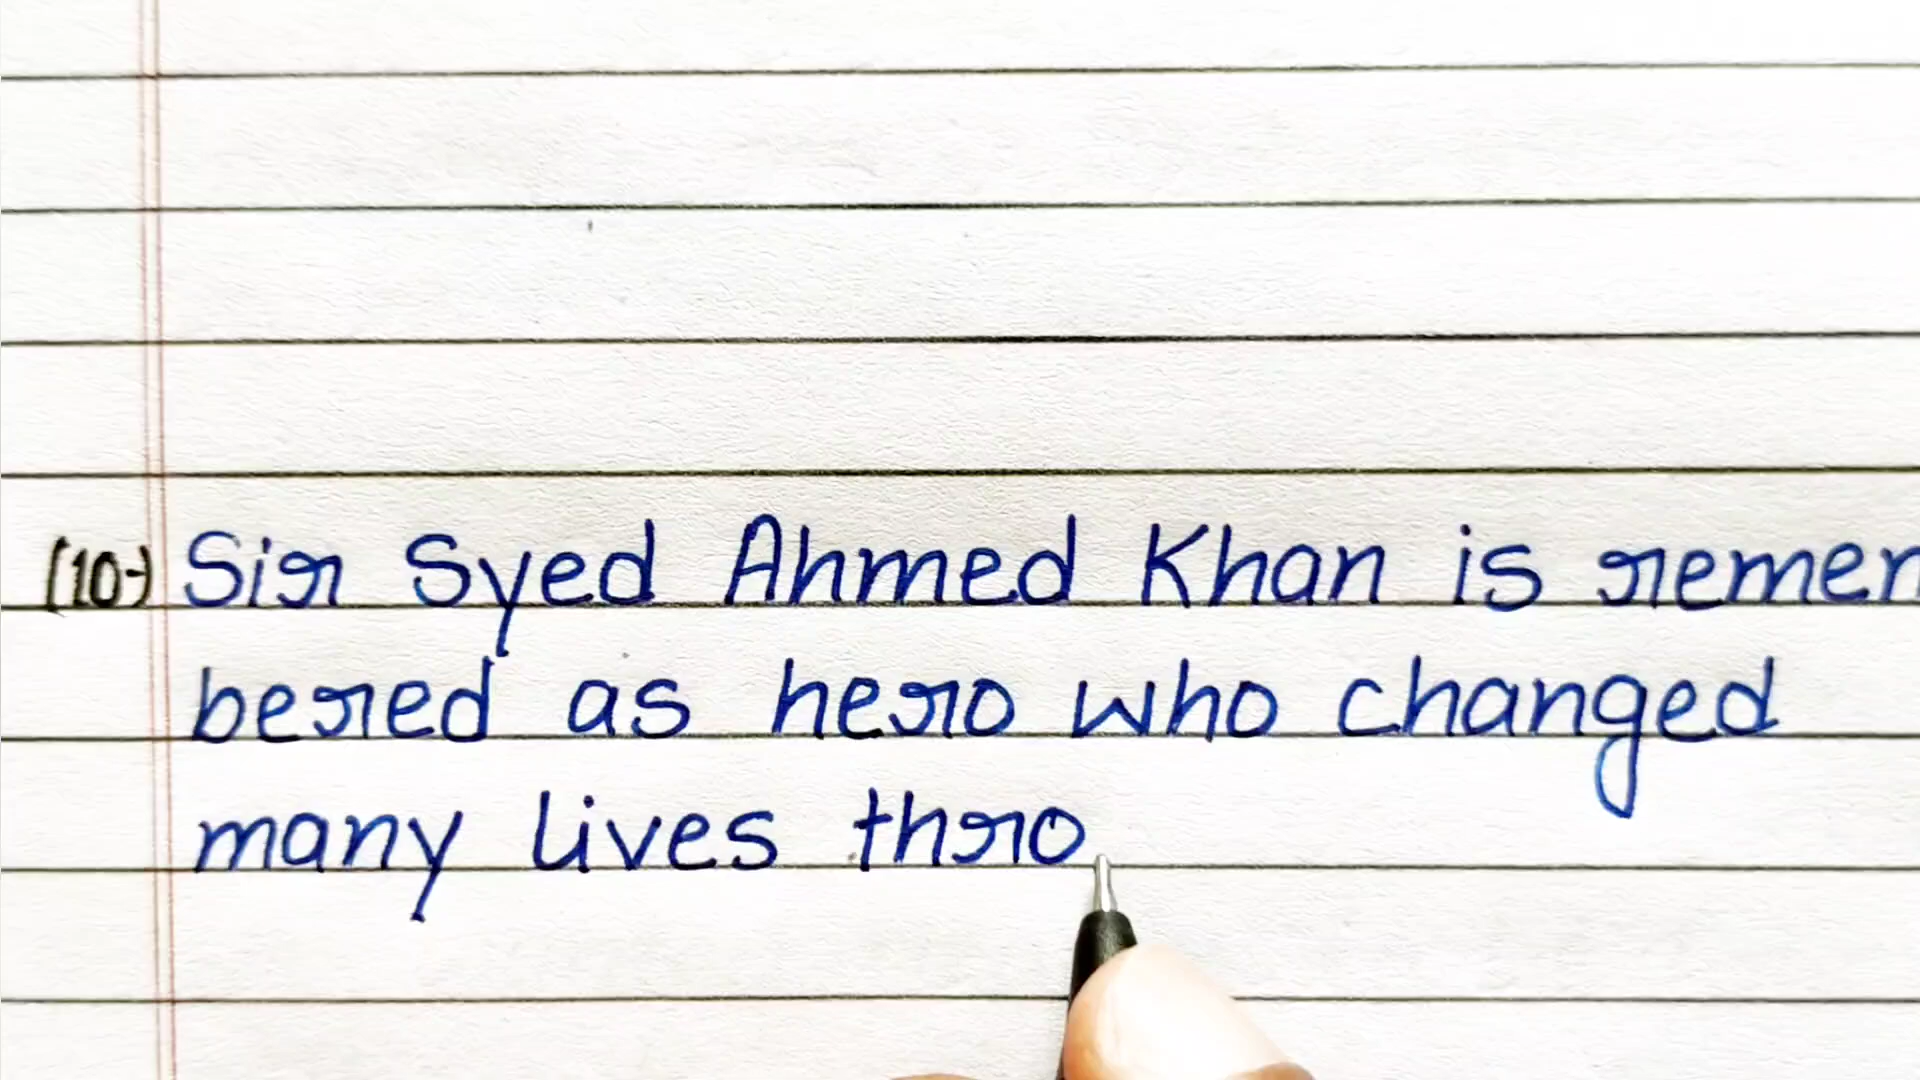 (10-) Sir Syed Ahmed Khan is remem
bered as hero who changed
many lives thro